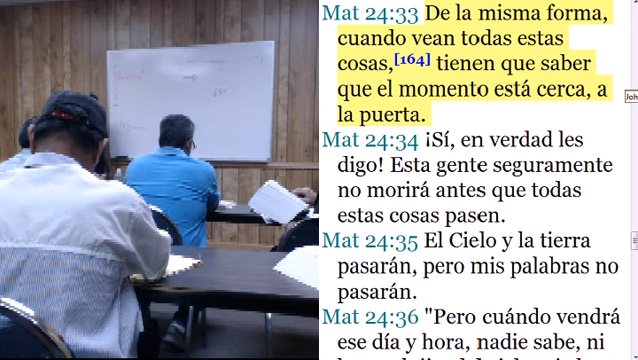 Mat 24:33 De la misma forma,
cuando vean todas estas
cosas,[164] tienen que saber
que el momento está cerca, a
la puerta.
Mat 24:34 ¡Sí, en verdad les
digo! Esta gente seguramente
no morirá antes que todas
estas cosas pasen.
Mat 24:35 El Cielo y la tierra
pasarán, pero mis palabras no
pasarán.
Mat 24:36 "Pero cuándo vendrá
ese día y hora, nadie sabe, ni
Joh